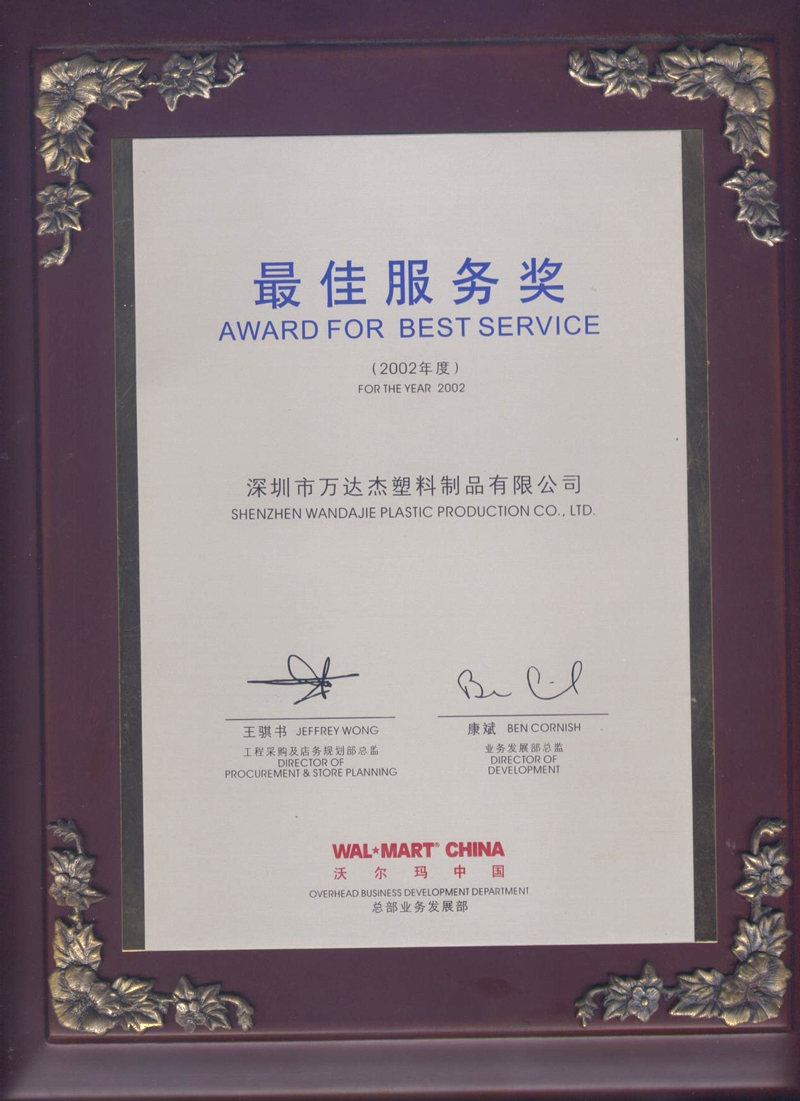 最佳服务奖
AWARD FOR BEST SERVICE
(2002年度)
FOR THE YEAR 2002
深圳市万达杰塑料制品有限公司
SHENZHEN WANDAJIE PLASTIC PRODUCTION CO., LTD.
王骐书 JEFFREY WONG
工程采购及店务规划部总监
DIRECTOR OF
PROCUREMENT & STORE PLANNING
康斌 BEN CORNISH
业务发展部总监
DIRECTOR OF
DEVELOPMENT
WAL★MART® CHINA
沃尔玛中国
OVERHEAD BUSINESS DEVELOPMENT DEPARTMENT
总部业务发展部